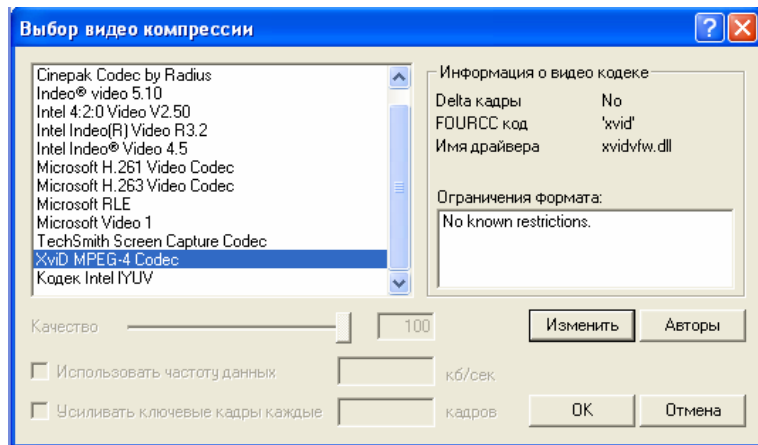 Выбор видео компрессии
Cinepak Codec by Radius
Indeo® video 5.10
Intel 4:2:0 Video V2.50
Intel Indeo(R) Video R3.2
Intel Indeo® Video 4.5
Microsoft H.261 Video Codec
Microsoft H.263 Video Codec
Microsoft RLE
Microsoft Video 1
TechSmith Screen Capture Codec
XviD MPEG-4 Codec
Кодек Intel IYUV
Информация о видео кодеке
Delta кадры No
FOURCC код 'xvid'
Имя драйвера xvidvfw.dll
Ограничения формата:
No known restrictions.
Качество 100
Изменить Авторы
Использовать частоту данных кб/сек
Усиливать ключевые кадры каждые кадров
OK Отмена